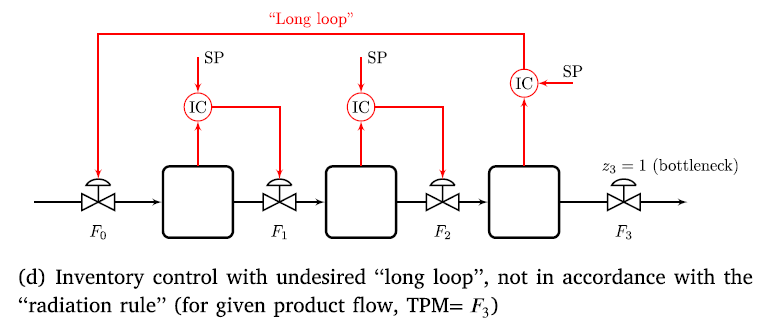 “Long loop”
SP
SP
SP
IC
IC
IC
z₃ = 1 (bottleneck)
F₀
F₁
F₂
F₃
(d) Inventory control with undesired “long loop”, not in accordance with the
“radiation rule” (for given product flow, TPM= F₃)